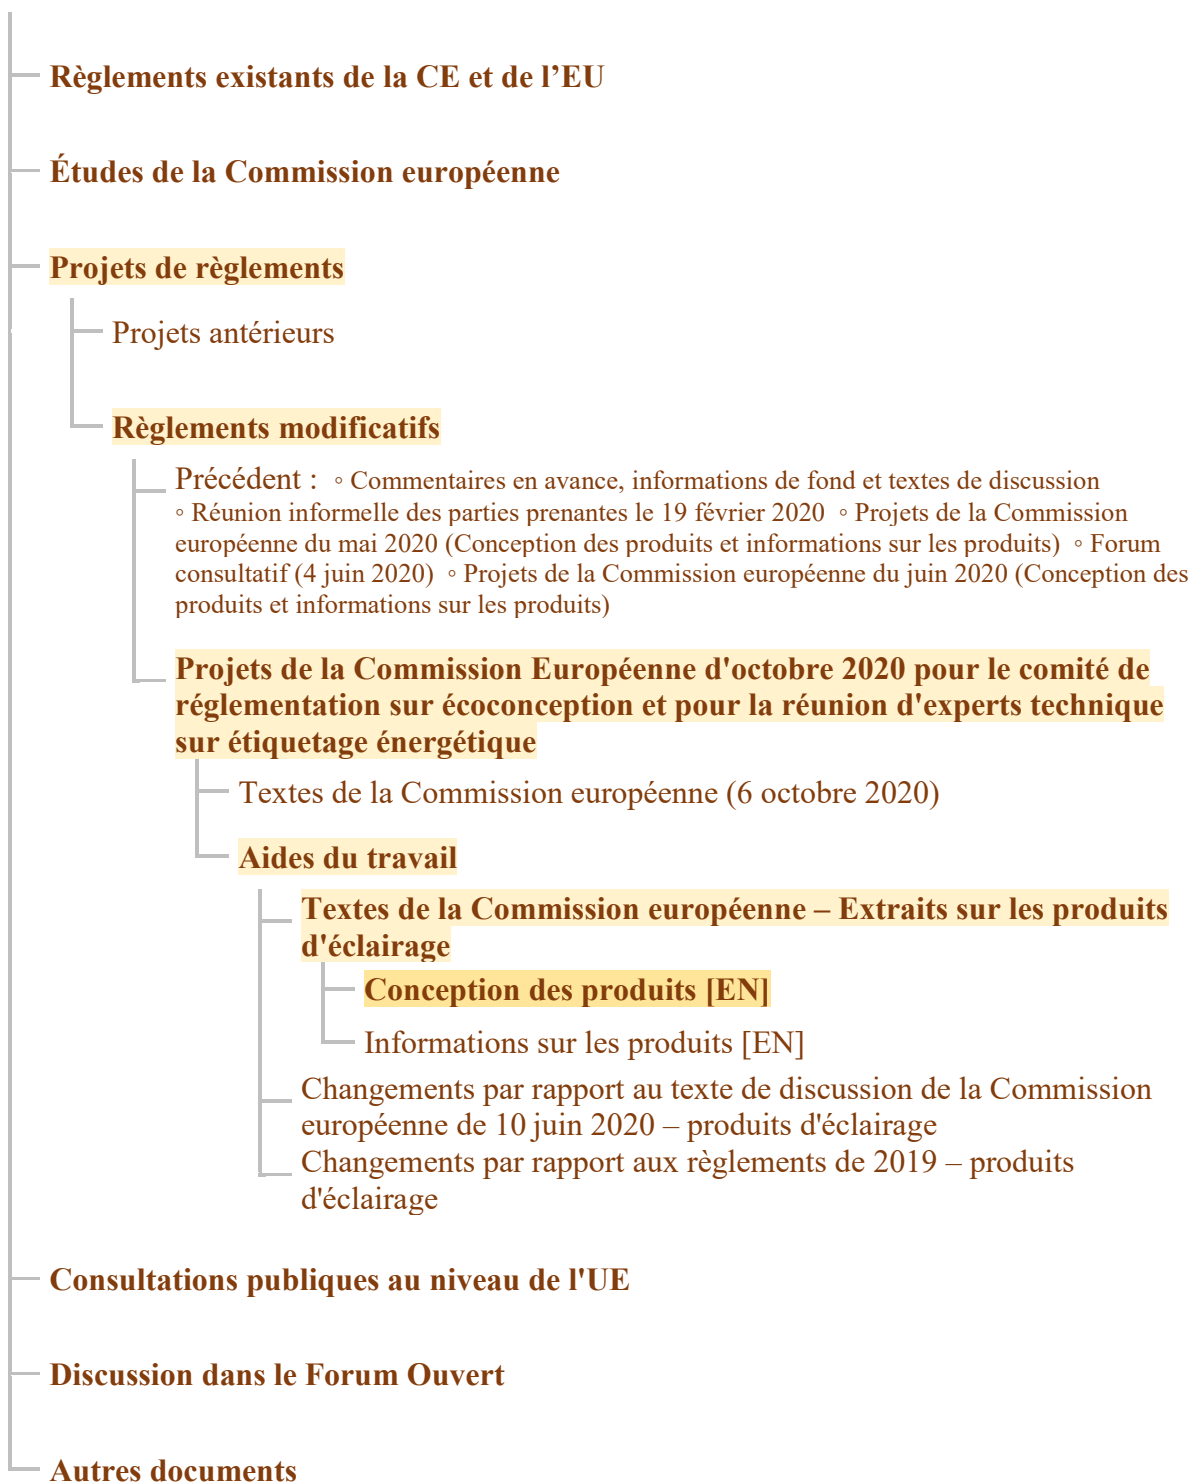 Règlements existants de la CE et de l’EU
Études de la Commission européenne
Projets de règlements
Projets antérieurs
Règlements modificatifs
Précédent : ◦ Commentaires en avance, informations de fond et textes de discussion
◦ Réunion informelle des parties prenantes le 19 février 2020 ◦ Projets de la Commission
européenne du mai 2020 (Conception des produits et informations sur les produits) ◦ Forum
consultatif (4 juin 2020) ◦ Projets de la Commission européenne du juin 2020 (Conception des
produits et informations sur les produits)
Projets de la Commission Européenne d'octobre 2020 pour le comité de
réglementation sur écoconception et pour la réunion d'experts technique
sur étiquetage énergétique
Textes de la Commission européenne (6 octobre 2020)
Aides du travail
Textes de la Commission européenne – Extraits sur les produits
d'éclairage
Conception des produits [EN]
Informations sur les produits [EN]
Changements par rapport au texte de discussion de la Commission
européenne de 10 juin 2020 – produits d'éclairage
Changements par rapport aux règlements de 2019 – produits
d'éclairage
Consultations publiques au niveau de l'UE
Discussion dans le Forum Ouvert
Autres documents